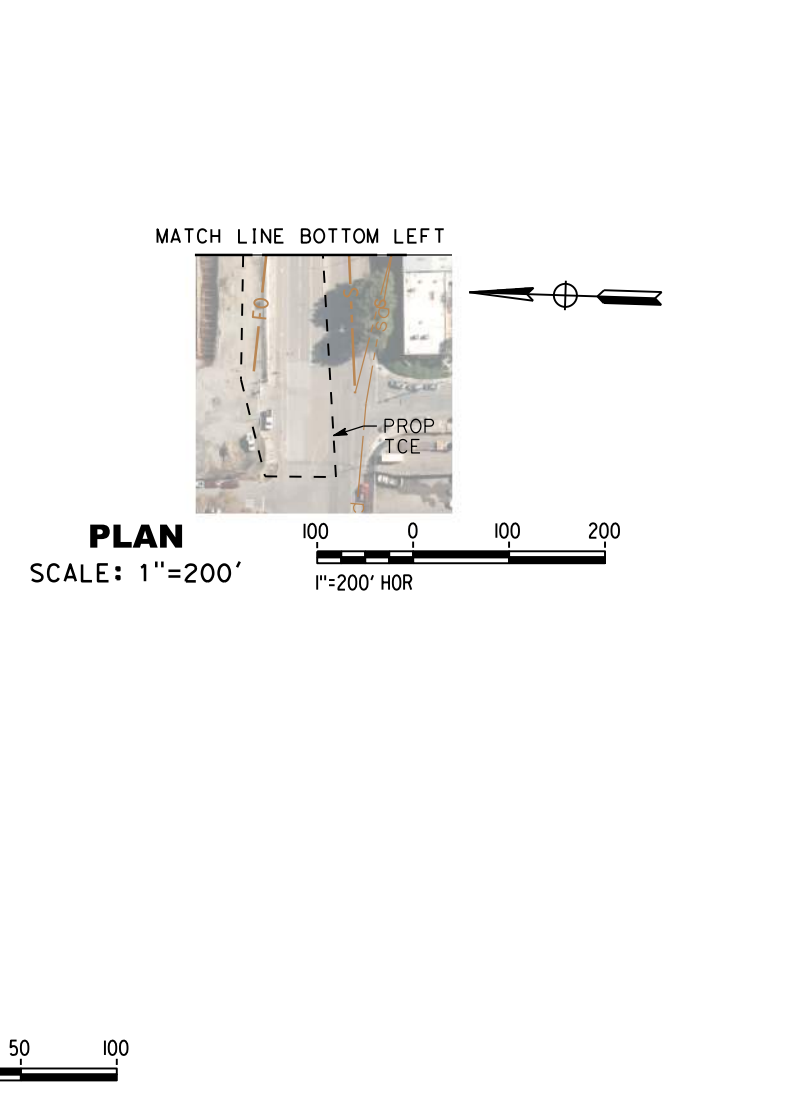 MATCH LINE BOTTOM LEFT
FO
PROP
TCE
PLAN
SCALE: 1"=200'
100 0 100 200
1"=200' HOR
50 100